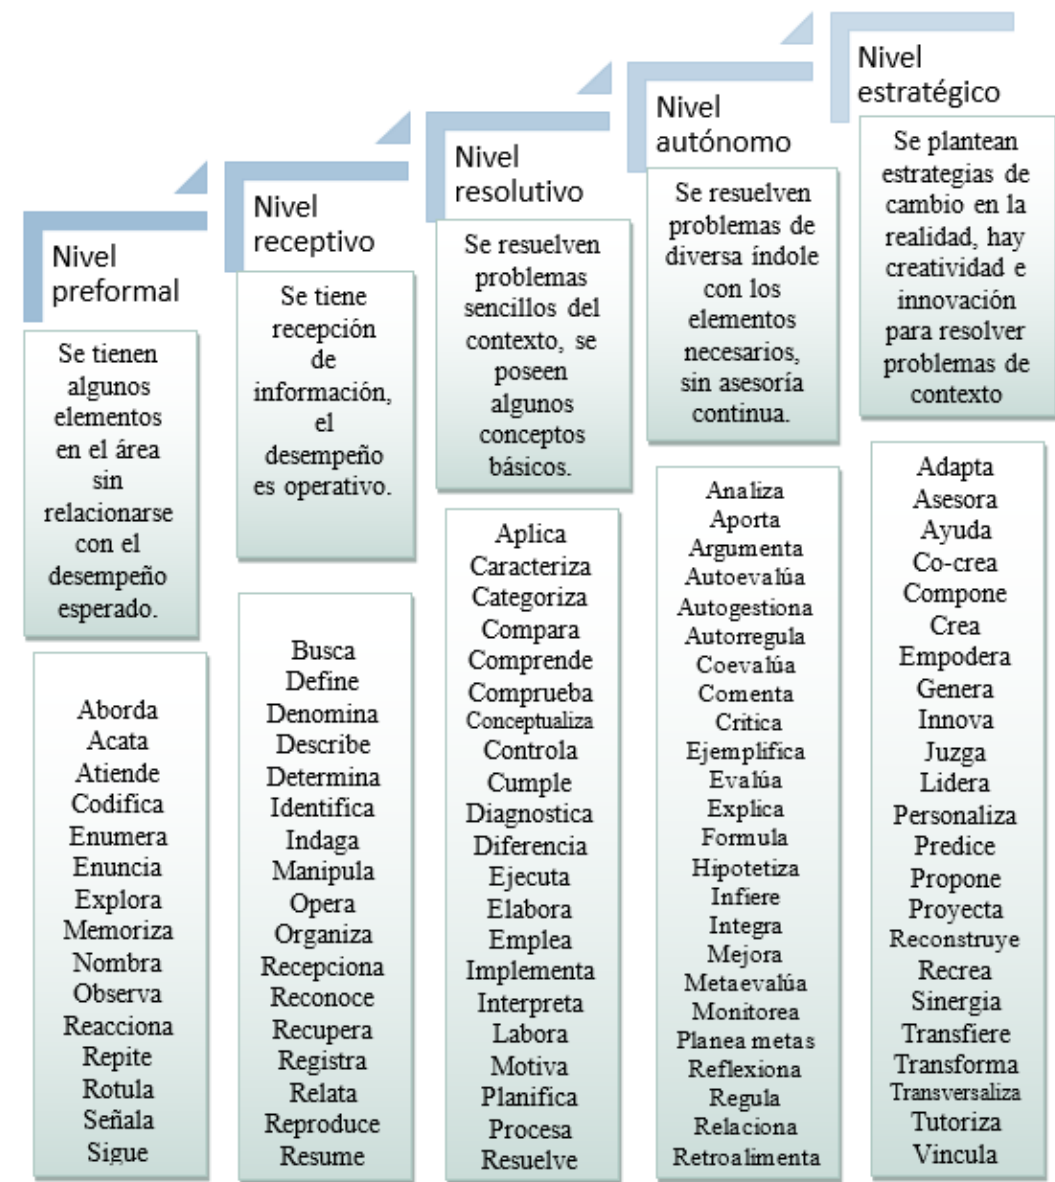 Nivel
preformal
Se tienen
algunos
elementos
en el área
sin
relacionarse
con el
desempeño
esperado.
Aborda
Acata
Atiende
Codifica
Enumera
Enuncia
Explora
Memoriza
Nombra
Observa
Reacciona
Repite
Rotula
Señala
Sigue
Nivel
receptivo
Se tiene
recepción
de
información,
el
desempeño
es operativo.
Busca
Define
Denomina
Describe
Determina
Identifica
Indaga
Manipula
Opera
Organiza
Recepciona
Reconoce
Recupera
Registra
Relata
Reproduce
Resume
Nivel
resolutivo
Se resuelven
problemas
sencillos del
contexto, se
poseen
algunos
conceptos
básicos.
Aplica
Caracteriza
Categoriza
Compara
Comprende
Comprueba
Conceptualiza
Controla
Cumple
Diagnostica
Diferencia
Ejecuta
Elabora
Emplea
Implementa
Interpreta
Labora
Motiva
Planifica
Procesa
Resuelve
Nivel
autónomo
Se resuelven
problemas de
diversa índole
con los
elementos
necesarios,
sin asesoría
continua.
Analiza
Aporta
Argumenta
Autoevalúa
Autogestiona
Autorregula
Coevalúa
Comenta
Critica
Ejemplifica
Evalúa
Explica
Formula
Hipotetiza
Infiere
Integra
Mejora
Metaevalúa
Monitorea
Planea metas
Reflexiona
Regula
Relaciona
Retroalimenta
Nivel
estratégico
Se plantean
estrategias de
cambio en la
realidad, hay
creatividad e
innovación
para resolver
problemas de
contexto
Adapta
Asesora
Ayuda
Co-crea
Compone
Crea
Empodera
Genera
Innova
Juzga
Lidera
Personaliza
Predice
Propone
Proyecta
Reconstruye
Recrea
Sinergia
Transfiere
Transforma
Transversaliza
Tutoriza
Vincula